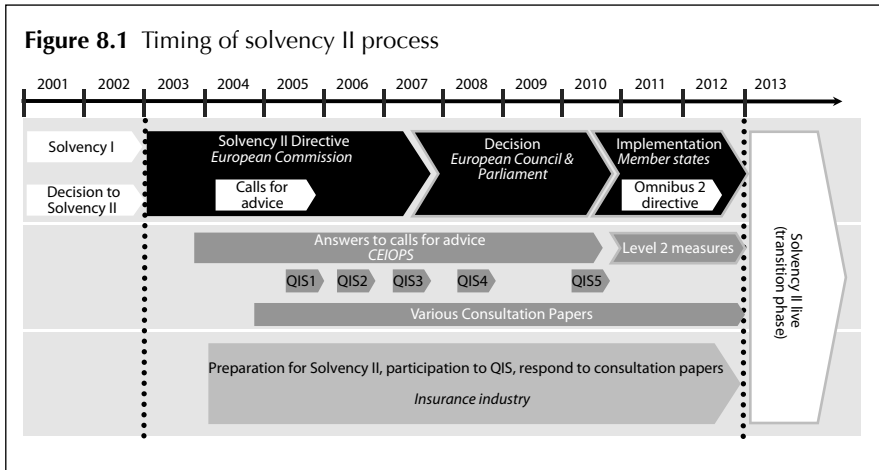 Figure 8.1 Timing of solvency II process
2001 2002 2003 2004 2005 2006 2007 2008 2009 2010 2011 2012 2013
Solvency I
Decision to
Solvency II
Solvency II Directive
European Commission
Calls for
advice
Decision
European Council &
Parliament
Implementation
Member states
Omnibus 2
directive
Answers to calls for advice
CEIOPS
Level 2 measures
QIS1 QIS2 QIS3 QIS4 QIS5
Various Consultation Papers
Preparation for Solvency II, participation to QIS, respond to consultation papers
Insurance industry
Solvency II live
(transition phase)